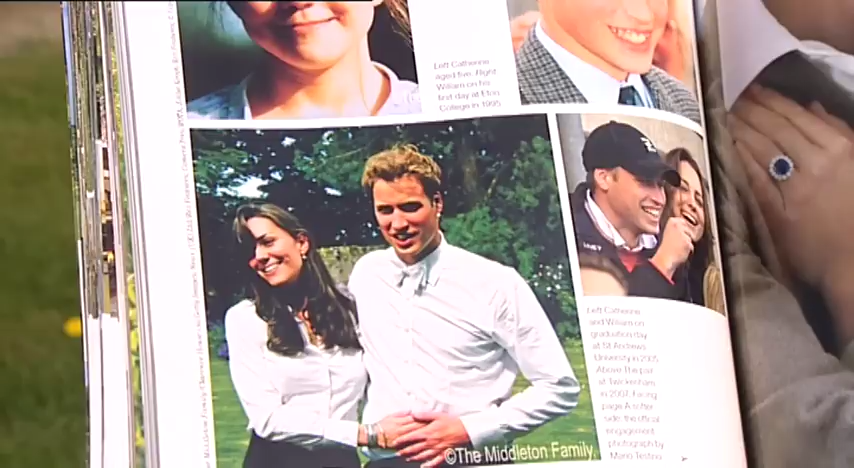 Left Catherine
aged five. Right
William on his
first day at Eton
College in 1995
Left Catherine
and William on
graduation day
at St Andrews
University in 2005.
Above The pair
at Twickenham
in 2007. Facing
page A softer
side, the official
engagement
photograph by
Mario Testino
©The Middleton Family.